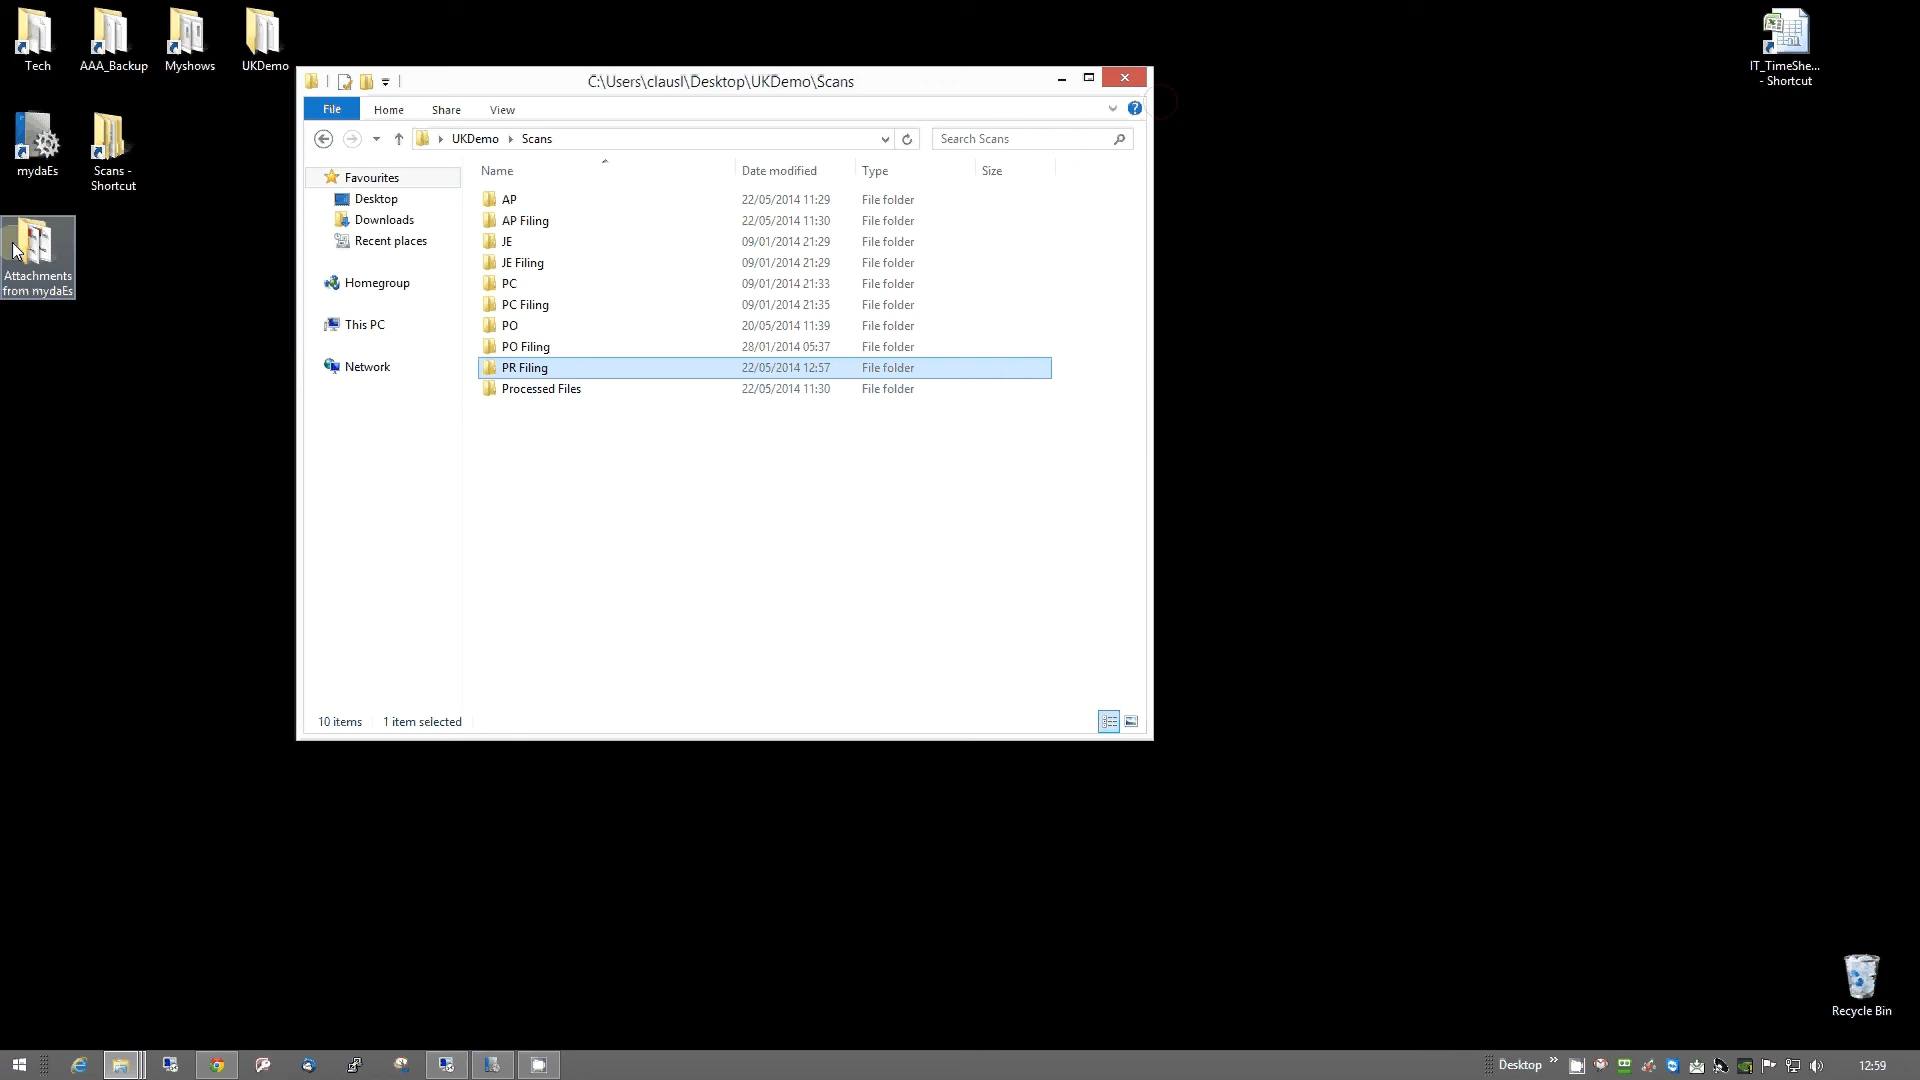 Tech
AAA_Backup
Myshows
UKDemo
IT_TimeShe...
- Shortcut
C:\Users\clausl\Desktop\UKDemo\Scans
File
Home
Share
View
UKDemo
Scans
Search Scans
mydaEs
Scans -
Shortcut
Attachments
from mydaEs
Favourites
Desktop
Downloads
Recent places
Homegroup
This PC
Network
Name Date modified Type Size
AP 22/05/2014 11:29 File folder
AP Filing 22/05/2014 11:30 File folder
JE 09/01/2014 21:29 File folder
JE Filing 09/01/2014 21:29 File folder
PC 09/01/2014 21:33 File folder
PC Filing 09/01/2014 21:35 File folder
PO 20/05/2014 11:39 File folder
PO Filing 28/01/2014 05:37 File folder
PR Filing 22/05/2014 12:57 File folder
Processed Files 22/05/2014 11:30 File folder
10 items 1 item selected
Recycle Bin
Desktop
12:59